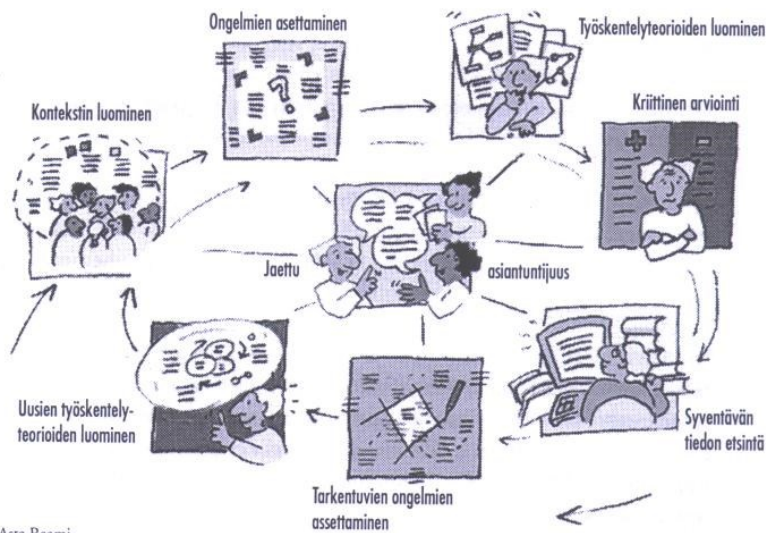 Ongelmien asettaminen
Työskentelyteorioiden luominen
Kontekstin luominen
Kriittinen arviointi
Jaettu
asiantuntijuus
Uusien työskentely-
teorioiden luominen
Syventävän
tiedon etsintä
Tarkentuvien ongelmien
assettaminen